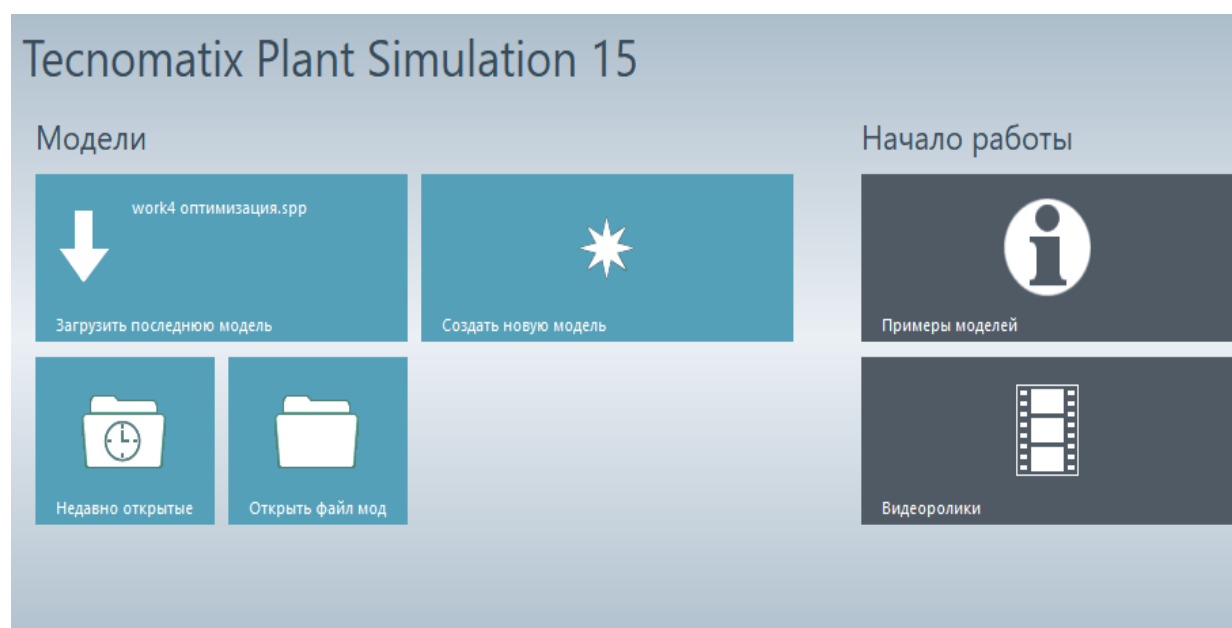 Tecnomatix Plant Simulation 15
Модели
Начало работы
work4 оптимизация.spp
Загрузить последнюю модель
Создать новую модель
Примеры моделей
Недавно открытые
Открыть файл мод
Видеоролики